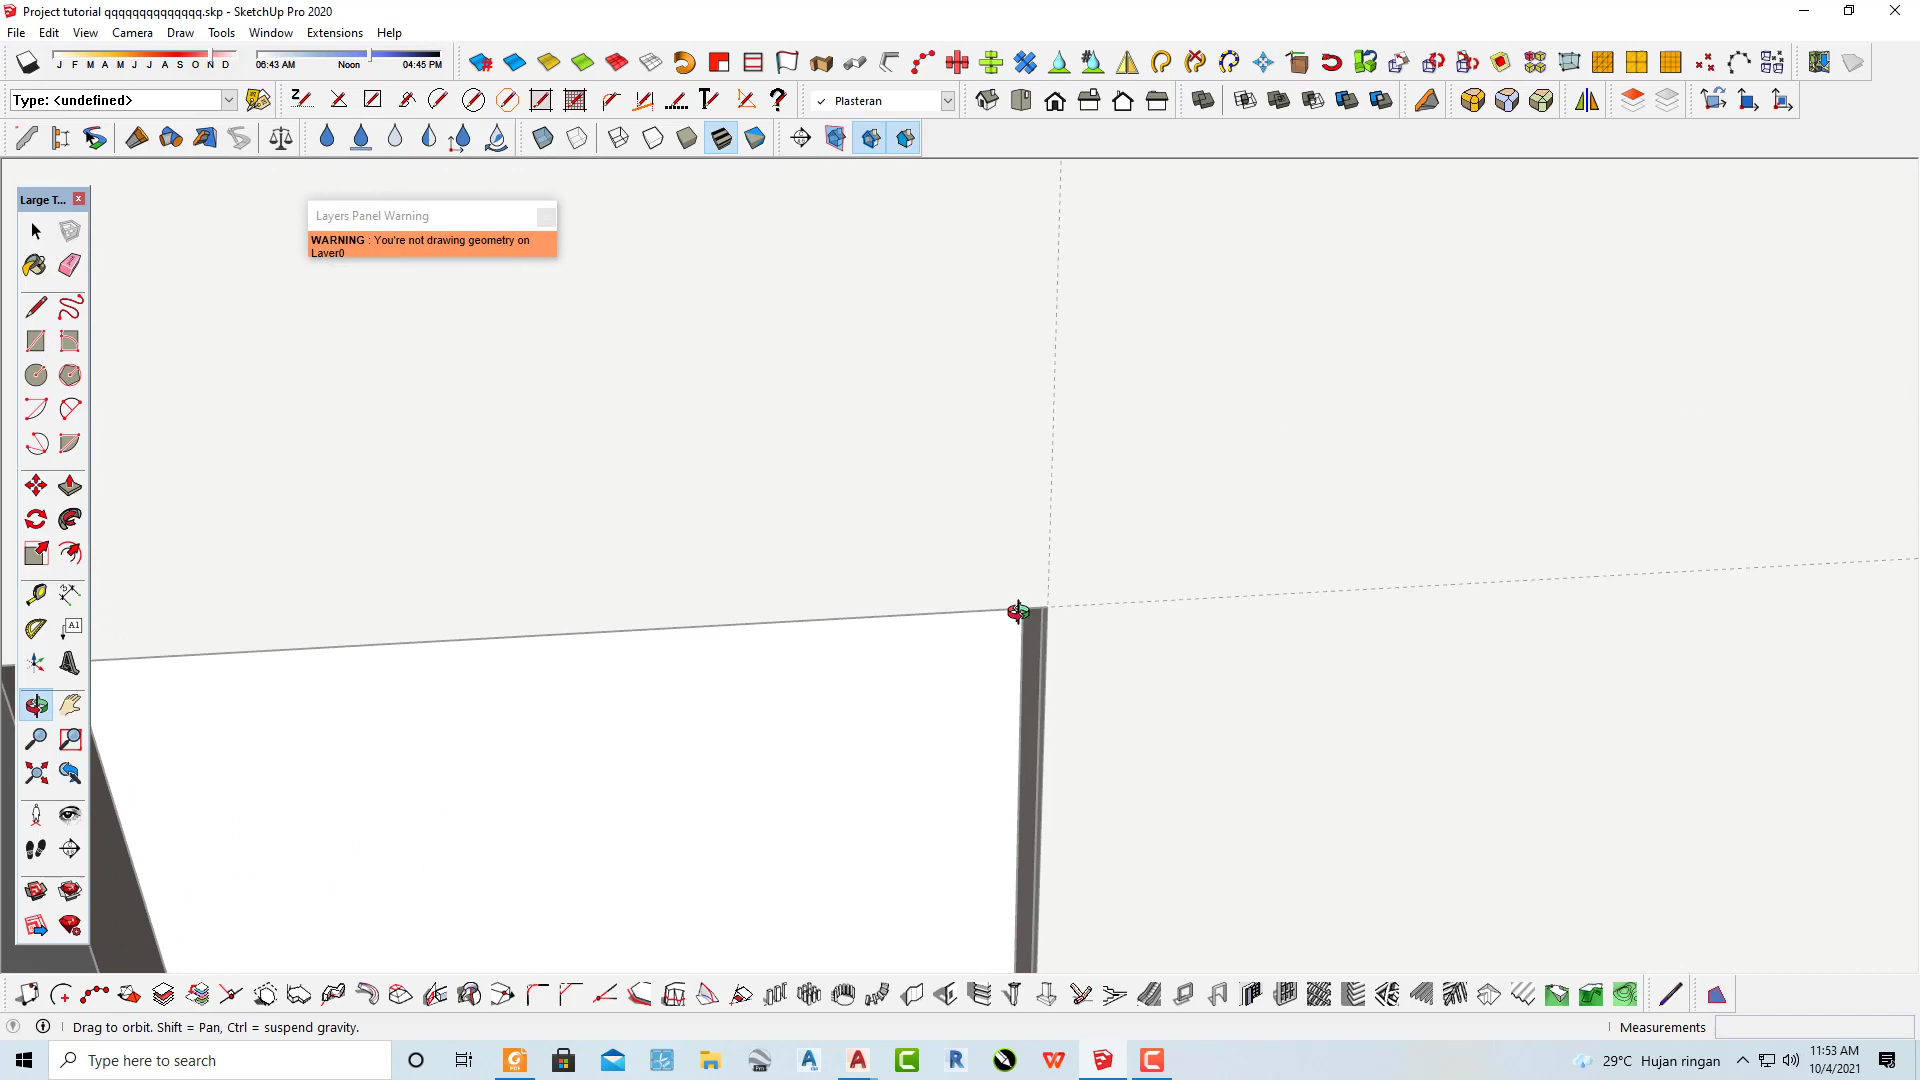 Project tutorial qqqqqqqqqqqqqq.skp - SketchUp Pro 2020
File Edit View Camera Draw Tools Window Extensions Help
J F M A M J J A S O N D
06:43 AM Noon 04:45 PM
Type: <undefined>
Plasteran
Large T...
Layers Panel Warning
WARNING : You're not drawing geometry on
Layer0
A1
Drag to orbit. Shift = Pan, Ctrl = suspend gravity.
Measurements
Type here to search
29°C Hujan ringan
11:53 AM
10/4/2021